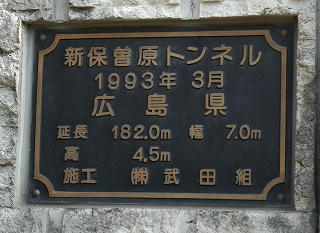 新保曽原トンネル
1993年 3月
広島県
延長 182.0m 幅 7.0m
高 4.5m
施工 ㈱武田組